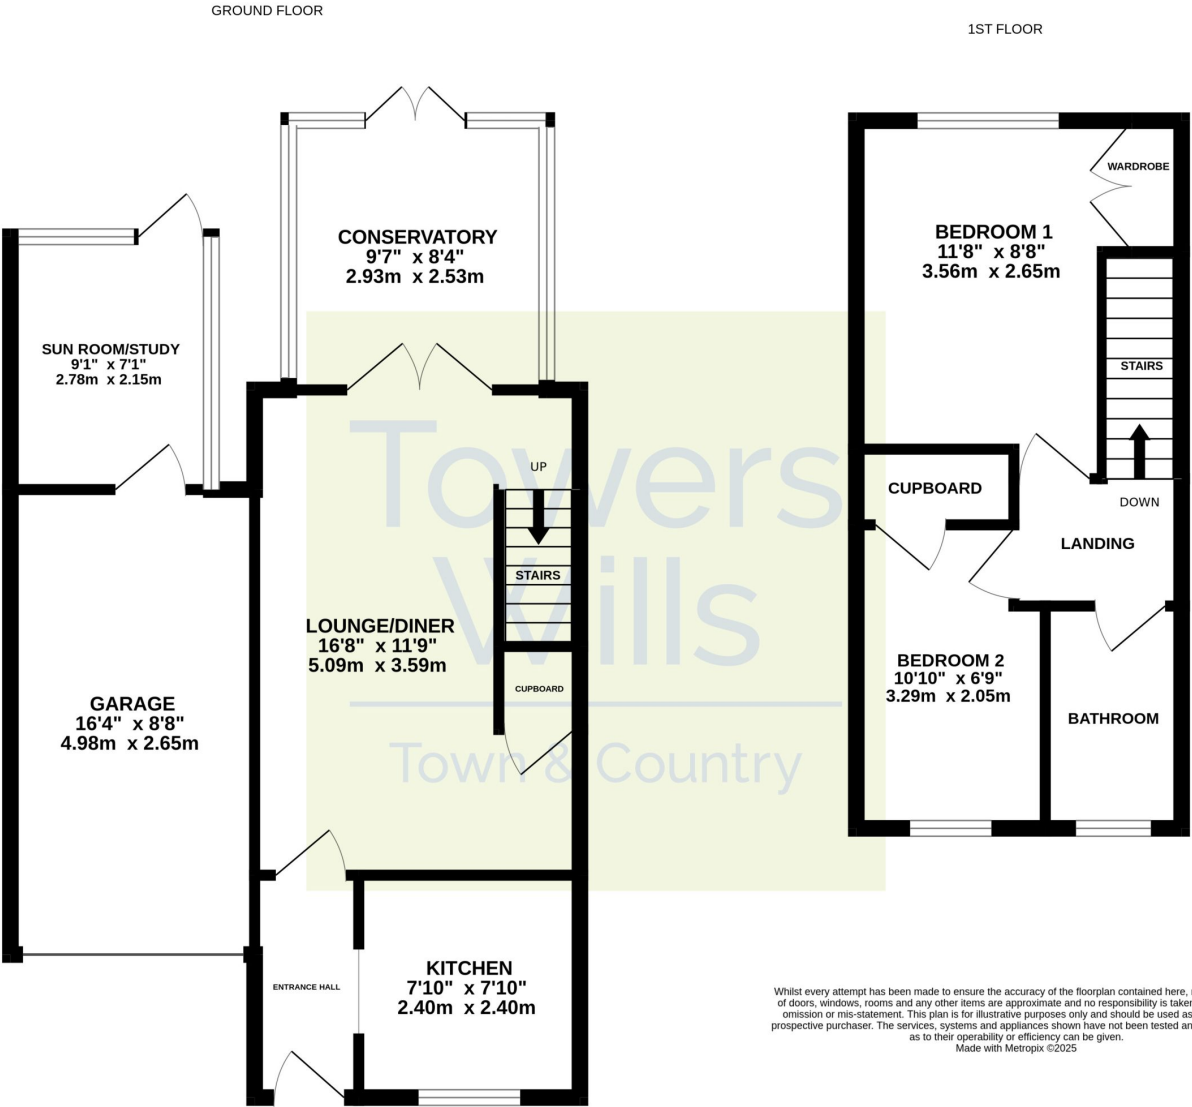 GROUND FLOOR
1ST FLOOR
CONSERVATORY
9'7" x 8'4"
2.93m x 2.53m
SUN ROOM/STUDY
9'1" x 7'1"
2.78m x 2.15m
UP
STAIRS
LOUNGE/DINER
16'8" x 11'9"
5.09m x 3.59m
CUPBOARD
GARAGE
16'4" x 8'8"
4.98m x 2.65m
ENTRANCE HALL
KITCHEN
7'10" x 7'10"
2.40m x 2.40m
WARDROBE
BEDROOM 1
11'8" x 8'8"
3.56m x 2.65m
STAIRS
CUPBOARD
DOWN
LANDING
BEDROOM 2
10'10" x 6'9"
3.29m x 2.05m
BATHROOM
Towers
Wills
Town & Country
Whilst every attempt has been made to ensure the accuracy of the floorplan contained here,
of doors, windows, rooms and any other items are approximate and no responsibility is taken
omission or mis-statement. This plan is for illustrative purposes only and should be used as
prospective purchaser. The services, systems and appliances shown have not been tested an
as to their operability or efficiency can be given.
Made with Metropix ©2025